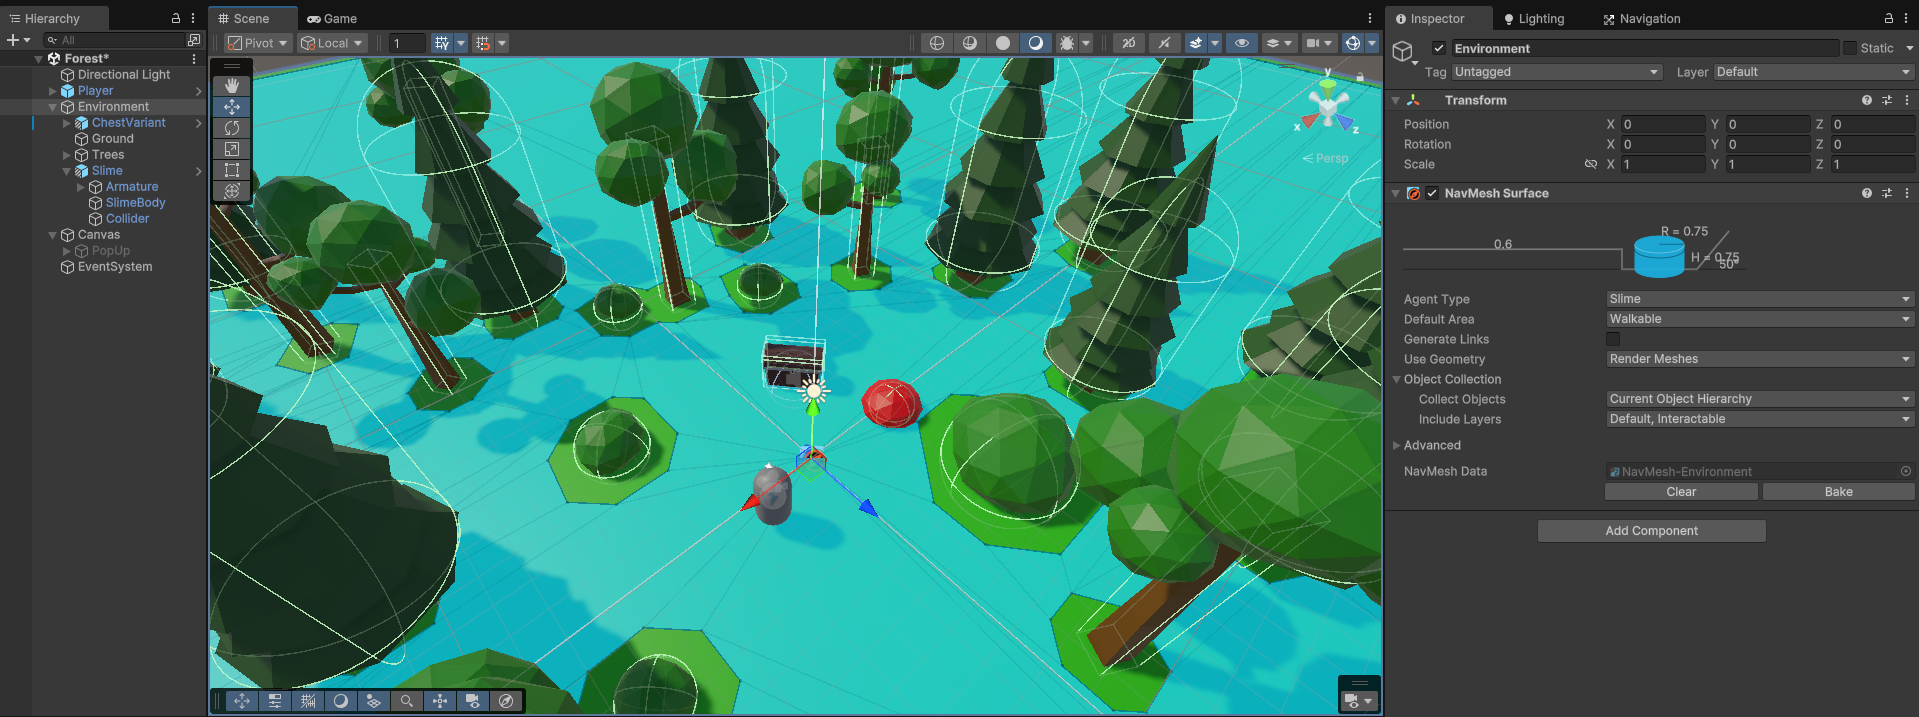 Hierarchy
All
Forest*
Directional Light
Player
Environment
ChestVariant
Ground
Trees
Slime
Armature
SlimeBody
Collider
Canvas
PopUp
EventSystem
Scene Game
Pivot Local 1 2D
y
x z
Persp
Inspector Lighting Navigation
Environment Static
Tag Untagged Layer Default
Transform
Position X 0 Y 0 Z 0
Rotation X 0 Y 0 Z 0
Scale X 1 Y 1 Z 1
NavMesh Surface
R = 0.75
0.6
H = 0.75
50°
Agent Type Slime
Default Area Walkable
Generate Links
Use Geometry Render Meshes
Object Collection
Collect Objects Current Object Hierarchy
Include Layers Default, Interactable
Advanced
NavMesh Data NavMesh-Environment
Clear Bake
Add Component